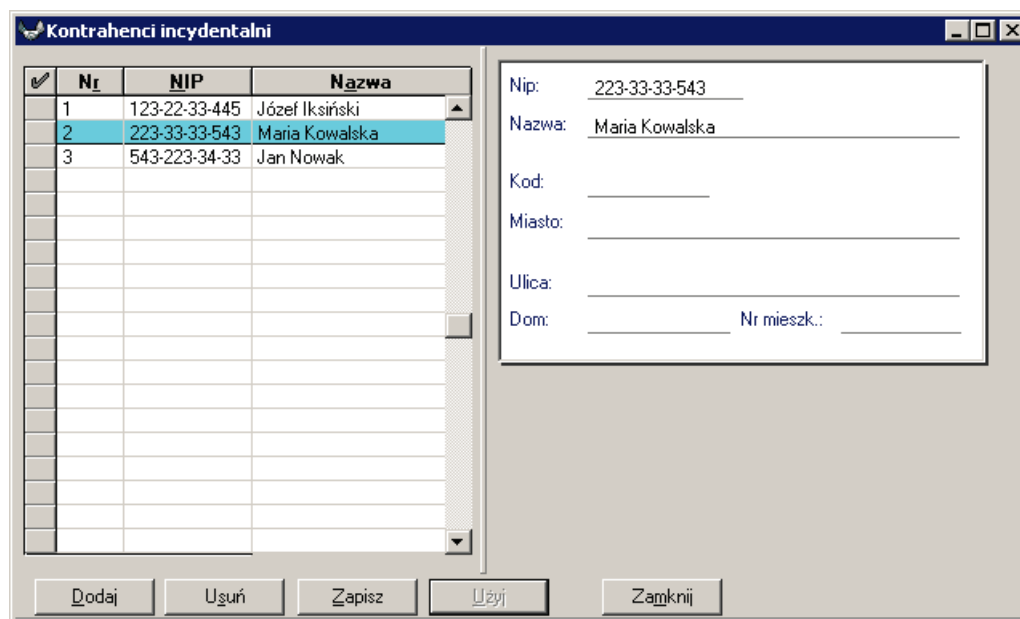 Kontrahenci incydentalni
Nr NIP Nazwa
1 123-22-33-445 Józef Iksiński
2 223-33-33-543 Maria Kowalska
3 543-223-34-33 Jan Nowak
Nip: 223-33-33-543
Nazwa: Maria Kowalska
Kod:
Miasto:
Ulica:
Dom: Nr mieszk.:
Dodaj Usuń Zapisz Użyj Zamknij